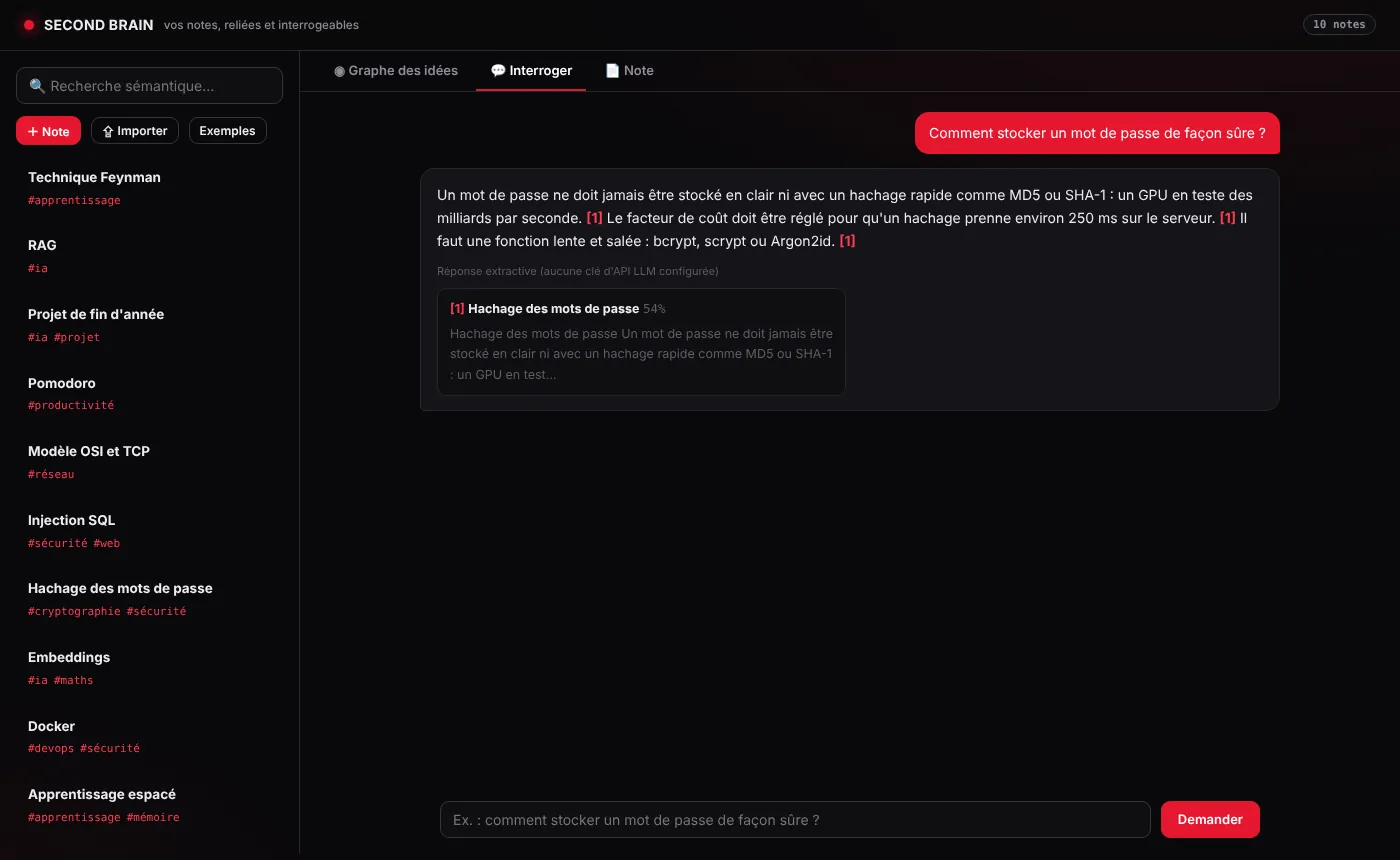 SECOND BRAIN vos notes, reliées et interrogeables
10 notes
🔍 Recherche sémantique...
+ Note
⇪ Importer
Exemples
Technique Feynman
#apprentissage
RAG
#ia
Projet de fin d'année
#ia #projet
Pomodoro
#productivité
Modèle OSI et TCP
#réseau
Injection SQL
#sécurité #web
Hachage des mots de passe
#cryptographie #sécurité
Embeddings
#ia #maths
Docker
#devops #sécurité
Apprentissage espacé
#apprentissage #mémoire
◉ Graphe des idées
💬 Interroger
📄 Note
Comment stocker un mot de passe de façon sûre ?
Un mot de passe ne doit jamais être stocké en clair ni avec un hachage rapide comme MD5 ou SHA-1 : un GPU en teste des
milliards par seconde. [1] Le facteur de coût doit être réglé pour qu'un hachage prenne environ 250 ms sur le serveur. [1] Il
faut une fonction lente et salée : bcrypt, scrypt ou Argon2id. [1]
Réponse extractive (aucune clé d'API LLM configurée)
[1] Hachage des mots de passe 54%
Hachage des mots de passe Un mot de passe ne doit jamais être
stocké en clair ni avec un hachage rapide comme MD5 ou SHA-1
: un GPU en test...
Ex. : comment stocker un mot de passe de façon sûre ?
Demander